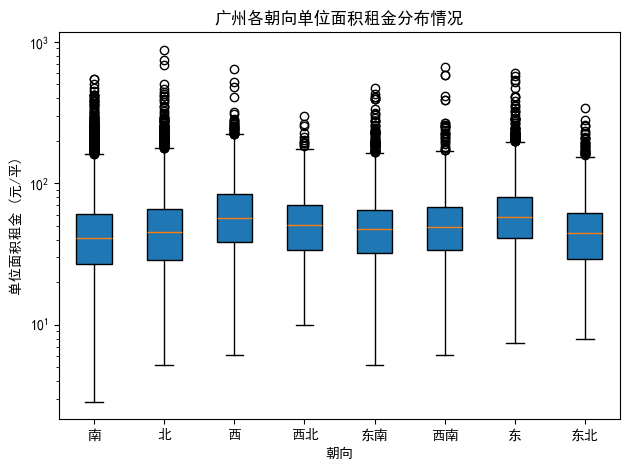 广州各朝向单位面积租金分布情况
单位面积租金 (元/平)
10³
10²
10¹
南 北 西 西北 东南 西南 东 东北
朝向